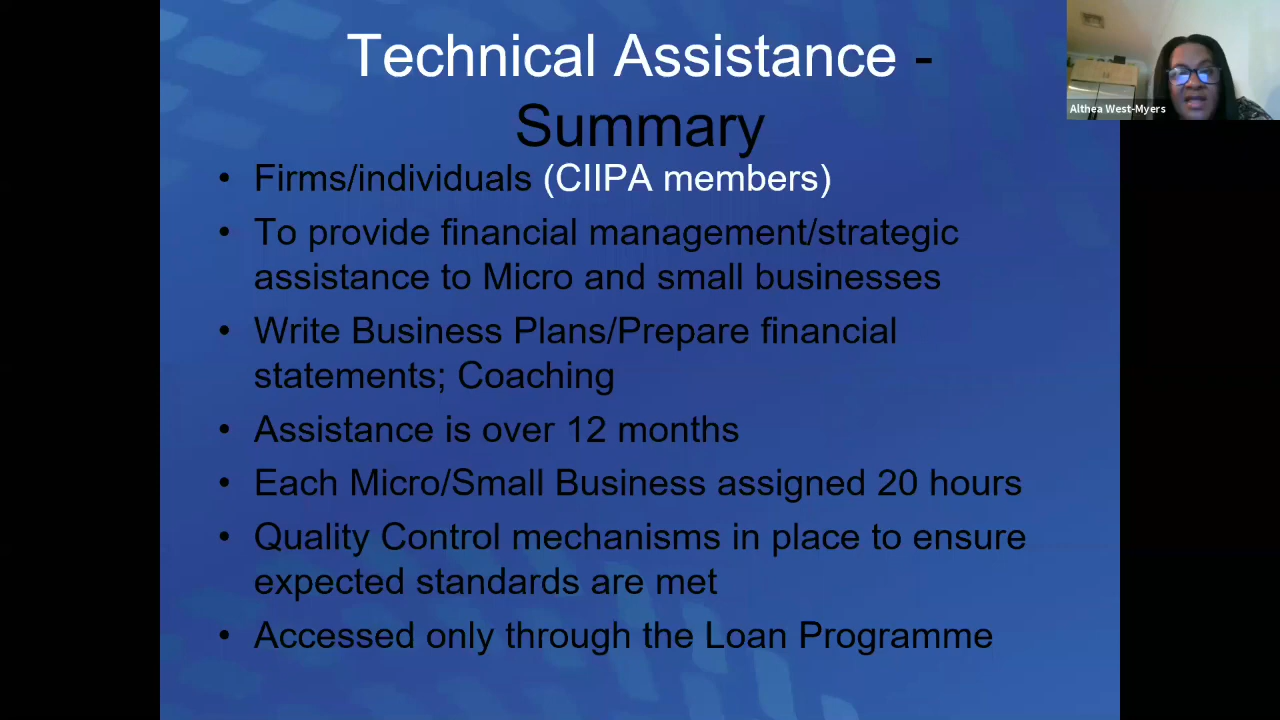 Technical Assistance -
Summary
Althea West-Myers
• Firms/individuals (CIIPA members)
• To provide financial management/strategic
assistance to Micro and small businesses
• Write Business Plans/Prepare financial
statements; Coaching
• Assistance is over 12 months
• Each Micro/Small Business assigned 20 hours
• Quality Control mechanisms in place to ensure
expected standards are met
• Accessed only through the Loan Programme